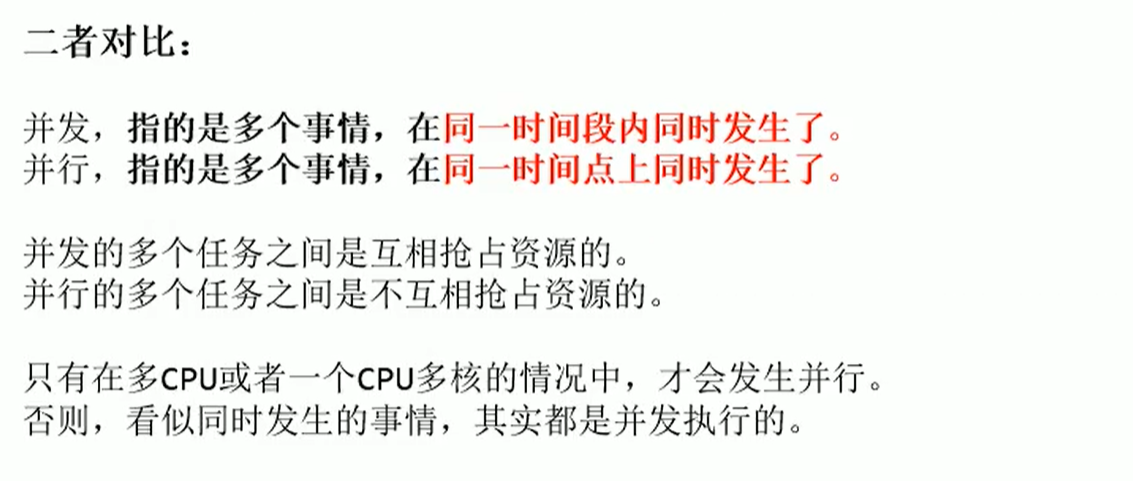 二者对比：
并发，指的是多个事情，在同一时间段内同时发生了。
并行，指的是多个事情，在同一时间点上同时发生了。
并发的多个任务之间是互相抢占资源的。
并行的多个任务之间是不互相抢占资源的。
只有在多CPU或者一个CPU多核的情况中，才会发生并行。
否则，看似同时发生的事情，其实都是并发执行的。